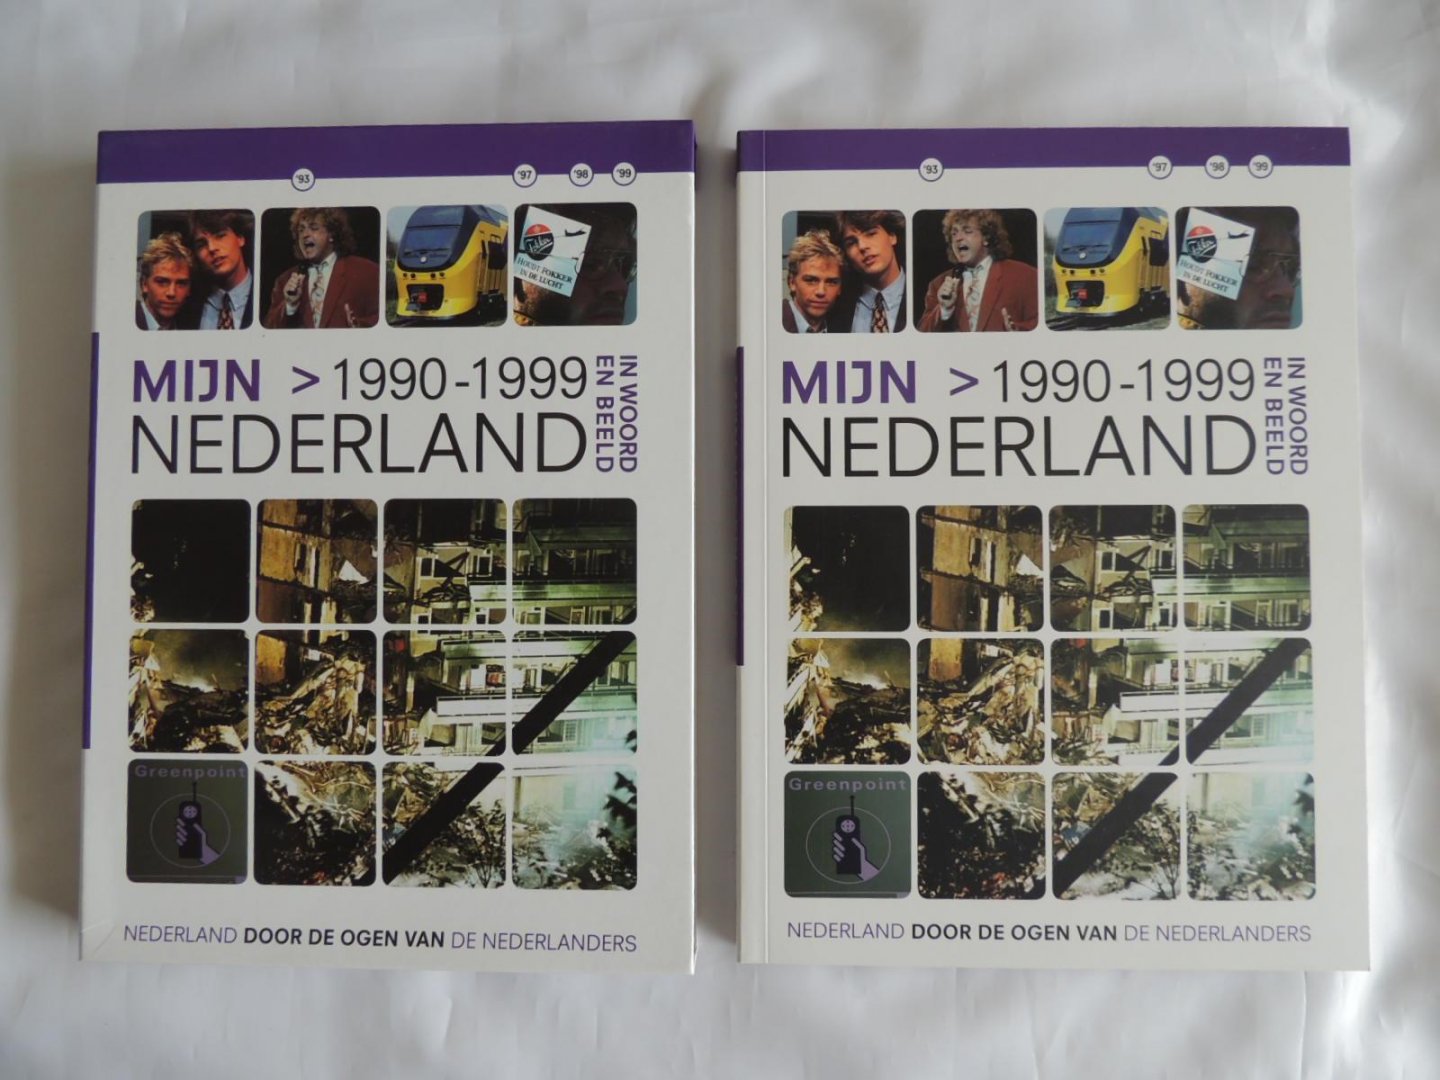 '93 '97 '98 '99
Fokker
HOUDT FOKKER
IN DE LUCHT
MIJN > 1990-1999
NEDERLAND
IN WOORD
EN BEELD
Greenpoint
NEDERLAND DOOR DE OGEN VAN DE NEDERLANDERS
'93 '97 '98 '99
Fokker
HOUDT FOKKER
IN DE LUCHT
MIJN > 1990-1999
NEDERLAND
IN WOORD
EN BEELD
Greenpoint
NEDERLAND DOOR DE OGEN VAN DE NEDERLANDERS